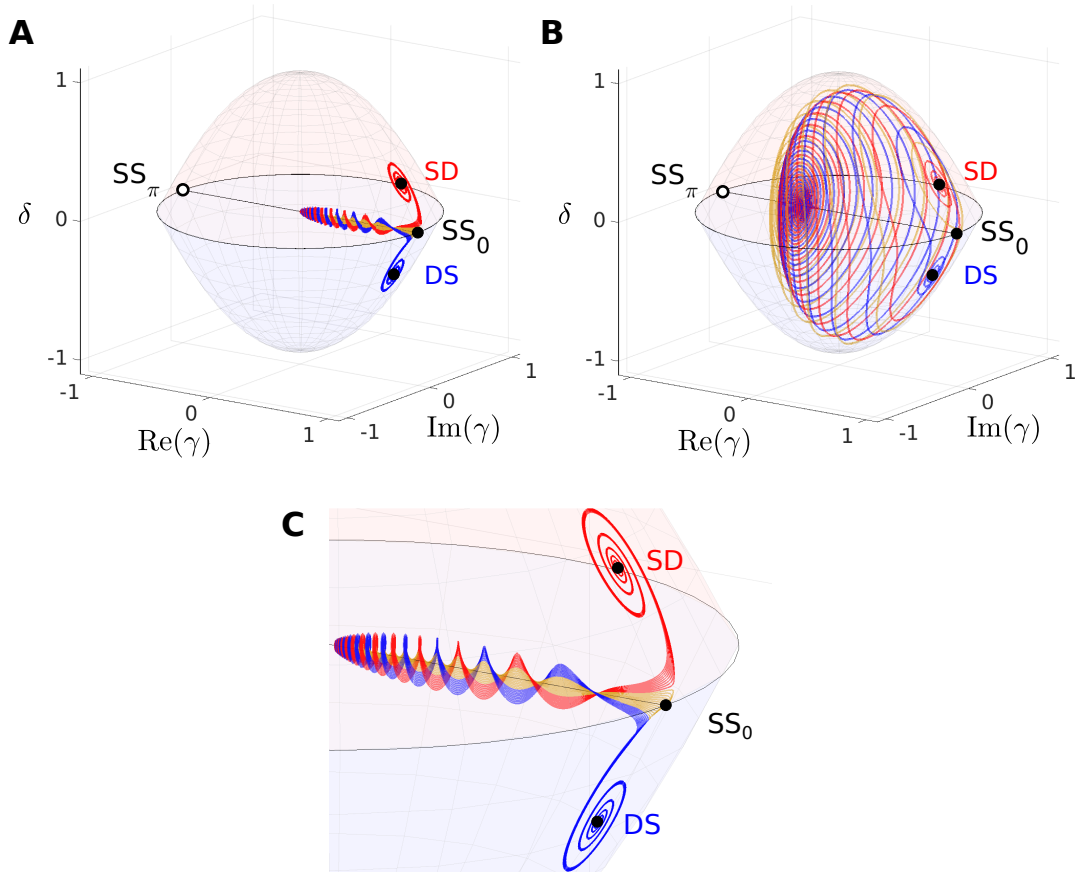 A
1
SS_π
SD
δ
0
SS_0
DS
-1
-1
0
1
Re(γ)
-1
0
1
Im(γ)
B
1
SS_π
SD
δ
0
SS_0
DS
-1
-1
0
1
Re(γ)
-1
0
1
Im(γ)
C
SD
SS_0
DS